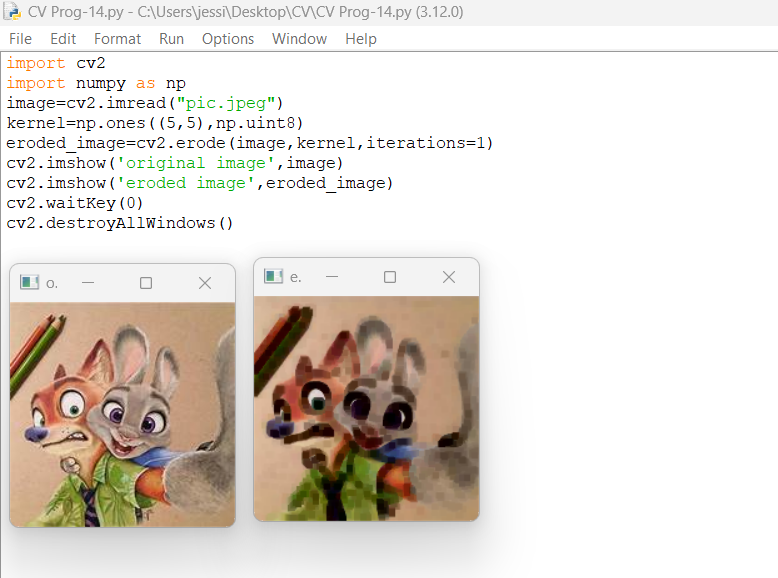 CV Prog-14.py - C:\Users\jessi\Desktop\CV\CV Prog-14.py (3.12.0)
File Edit Format Run Options Window Help
import cv2
import numpy as np
image=cv2.imread("pic.jpeg")
kernel=np.ones((5,5),np.uint8)
eroded_image=cv2.erode(image,kernel,iterations=1)
cv2.imshow('original image',image)
cv2.imshow('eroded image',eroded_image)
cv2.waitKey(0)
cv2.destroyAllWindows()
o.
e.